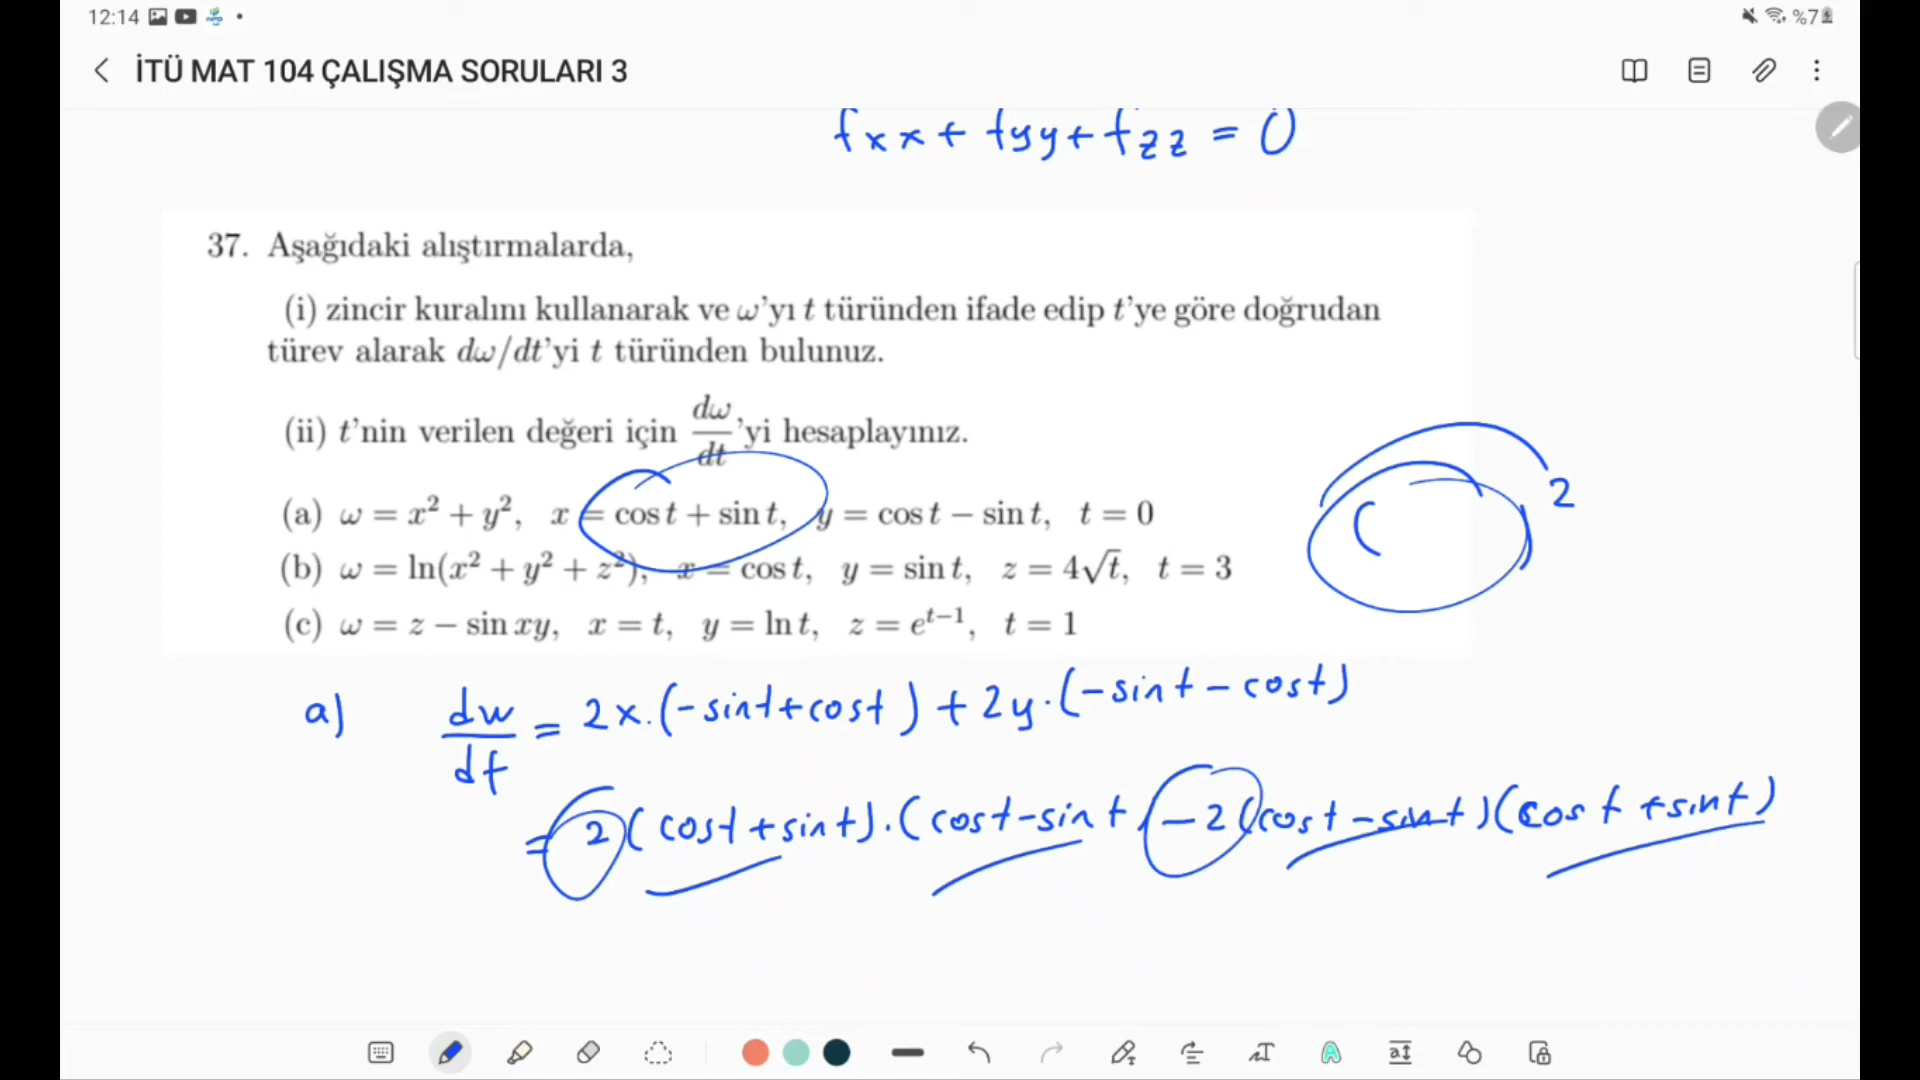 12:14
%7
İTÜ MAT 104 ÇALIŞMA SORULARI 3
fxx + fyy + fzz = 0
37. Aşağıdaki alıştırmalarda,
(i) zincir kuralını kullanarak ve ω'yı t türünden ifade edip t'ye göre doğrudan
türev alarak dω/dt'yi t türünden bulunuz.
(ii) t'nin verilen değeri için dω/dt 'yi hesaplayınız.
(a) ω = x² + y², x = cos t + sin t, y = cos t − sin t, t = 0
(b) ω = ln(x² + y² + z²), x = cos t, y = sin t, z = 4√t, t = 3
(c) ω = z − sin xy, x = t, y = ln t, z = e^{t−1}, t = 1
( )²
a) dw/dt = 2x.(-sint+cost) + 2y.(-sint-cost)
= 2(cost+sint).(cost-sint) -2(cost-sint)(cost+sint)